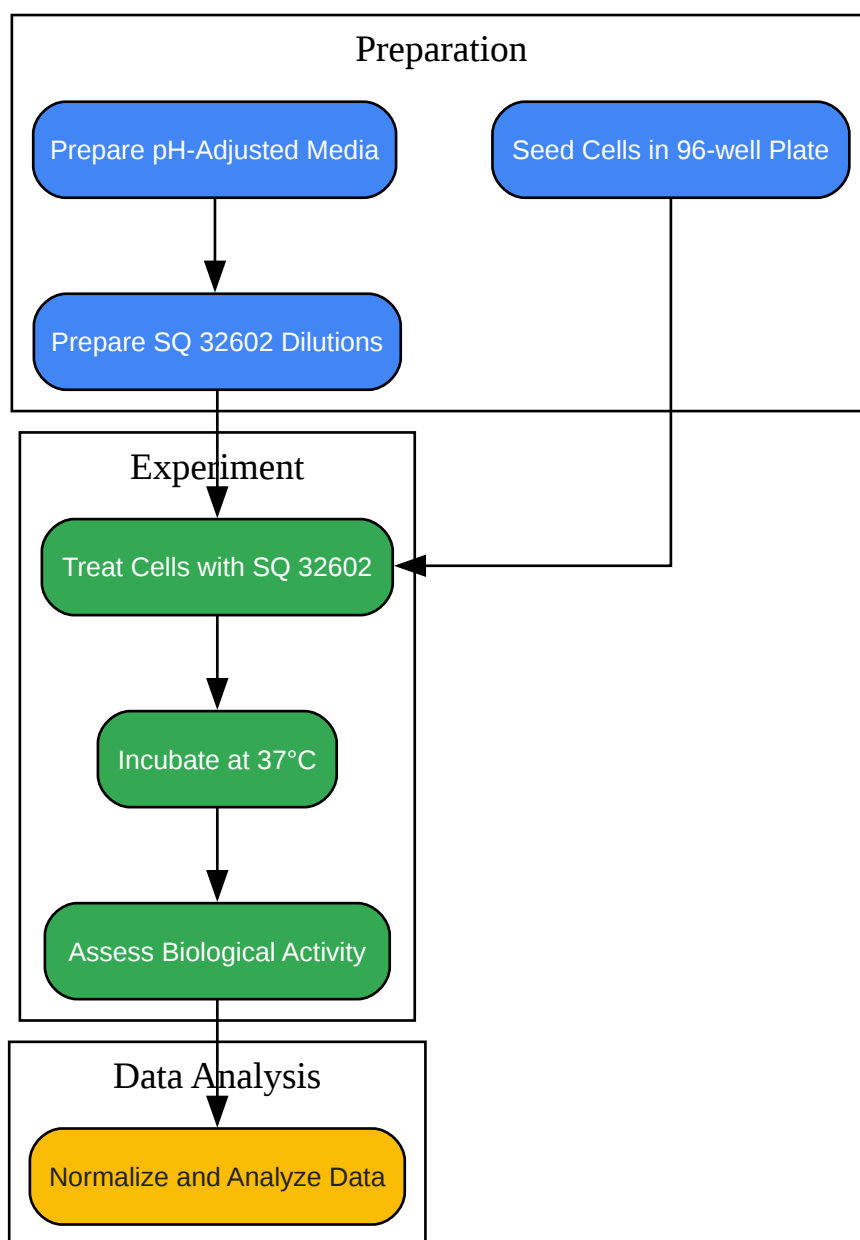 Preparation
Prepare pH-Adjusted Media
Seed Cells in 96-well Plate
Prepare SQ 32602 Dilutions
Experiment
Treat Cells with SQ 32602
Incubate at 37°C
Assess Biological Activity
Data Analysis
Normalize and Analyze Data